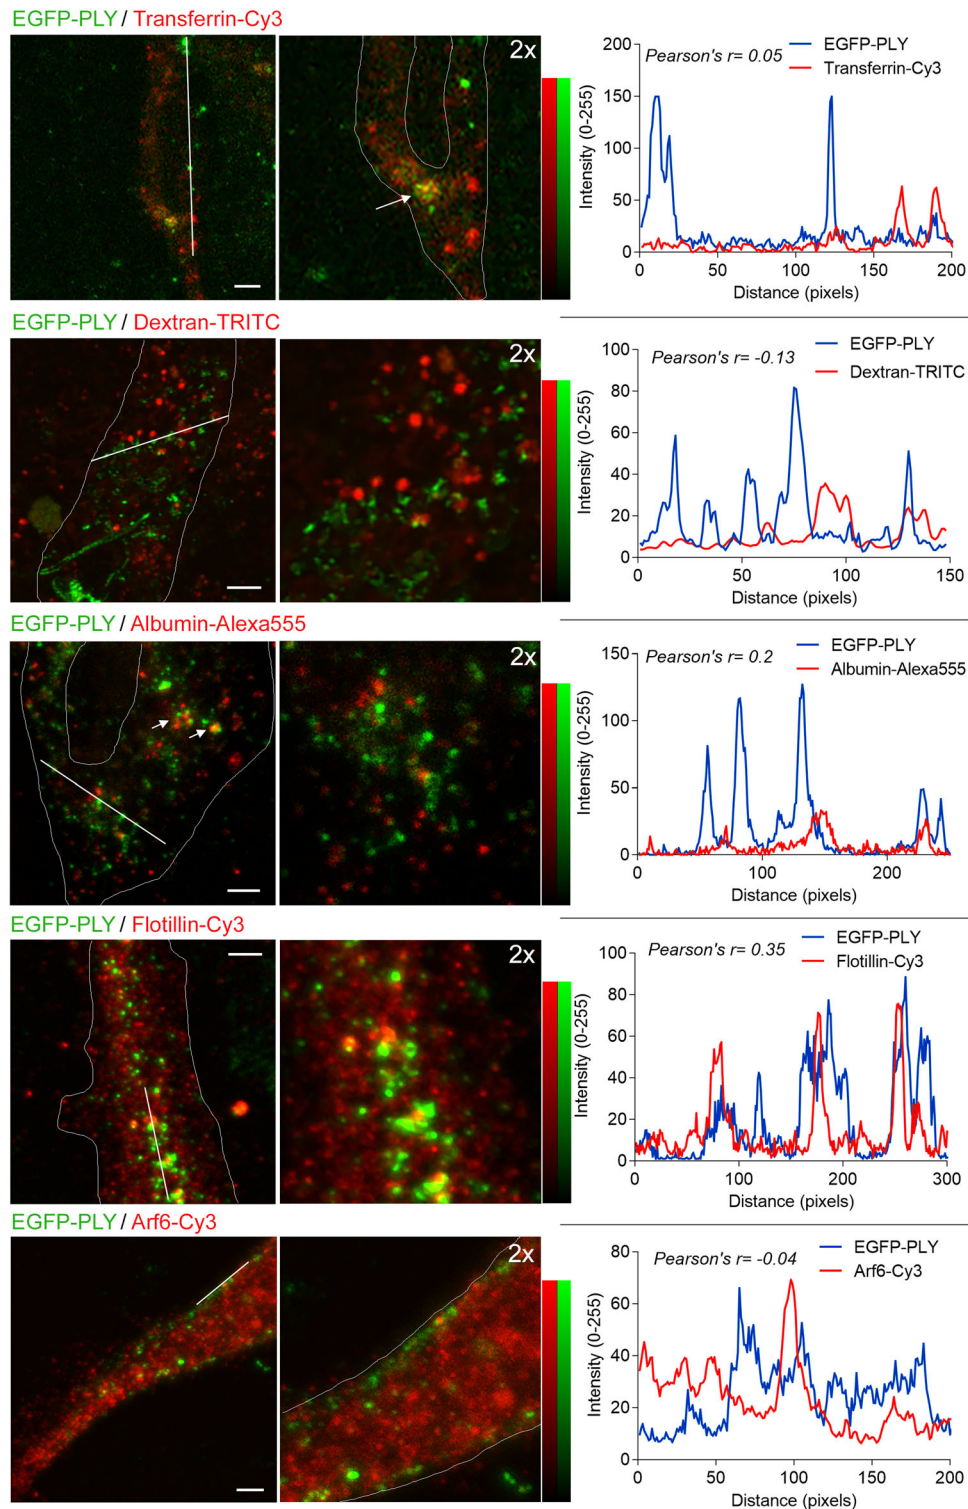 EGFP-PLY / Transferrin-Cy3
2x
Pearson's r= 0.05
EGFP-PLY
Transferrin-Cy3
Intensity (0-255)
200
150
100
50
0
0 50 100 150 200
Distance (pixels)
EGFP-PLY / Dextran-TRITC
2x
Pearson's r= -0.13
EGFP-PLY
Dextran-TRITC
Intensity (0-255)
100
80
60
40
20
0
0 50 100 150
Distance (pixels)
EGFP-PLY / Albumin-Alexa555
2x
Pearson's r= 0.2
EGFP-PLY
Albumin-Alexa555
Intensity (0-255)
150
100
50
0
0 100 200
Distance (pixels)
EGFP-PLY / Flotillin-Cy3
2x
Pearson's r= 0.35
EGFP-PLY
Flotillin-Cy3
Intensity (0-255)
100
80
60
40
20
0
0 100 200 300
Distance (pixels)
EGFP-PLY / Arf6-Cy3
2x
Pearson's r= -0.04
EGFP-PLY
Arf6-Cy3
Intensity (0-255)
80
60
40
20
0
0 50 100 150 200
Distance (pixels)